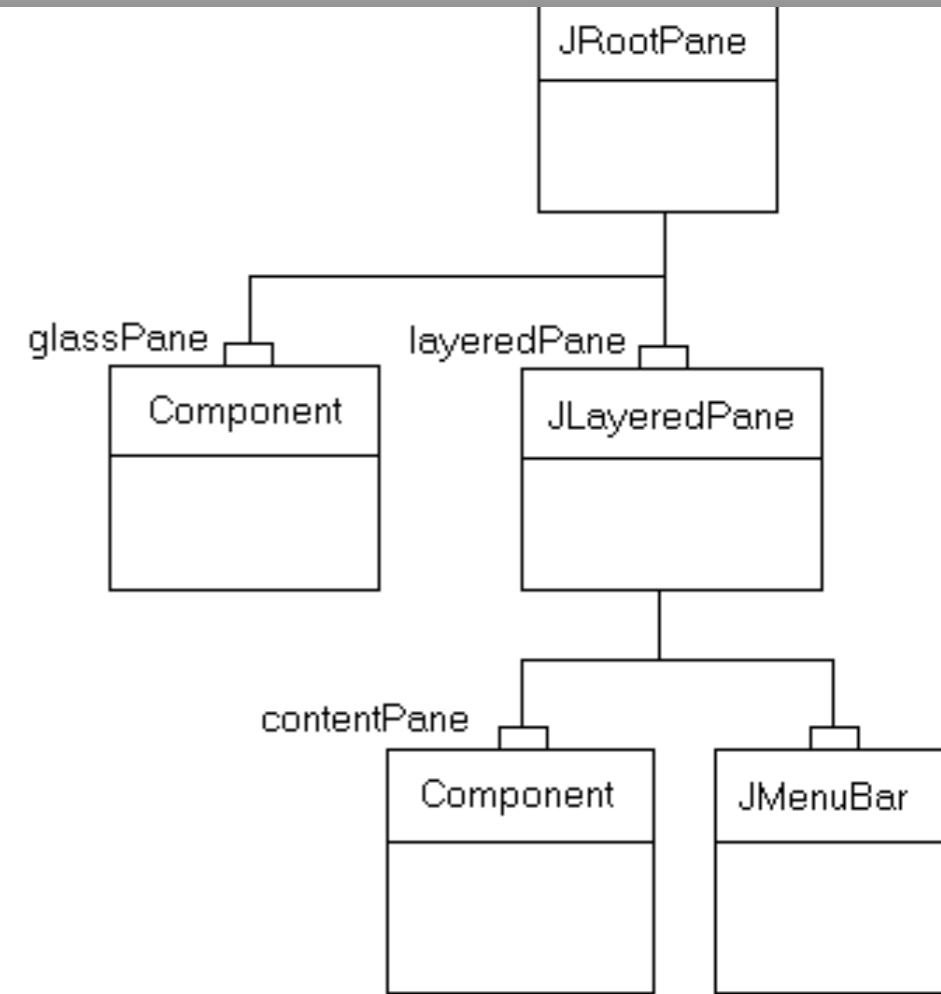 JRootPane
glassPane
layeredPane
Component
JLayeredPane
contentPane
Component
JMenuBar